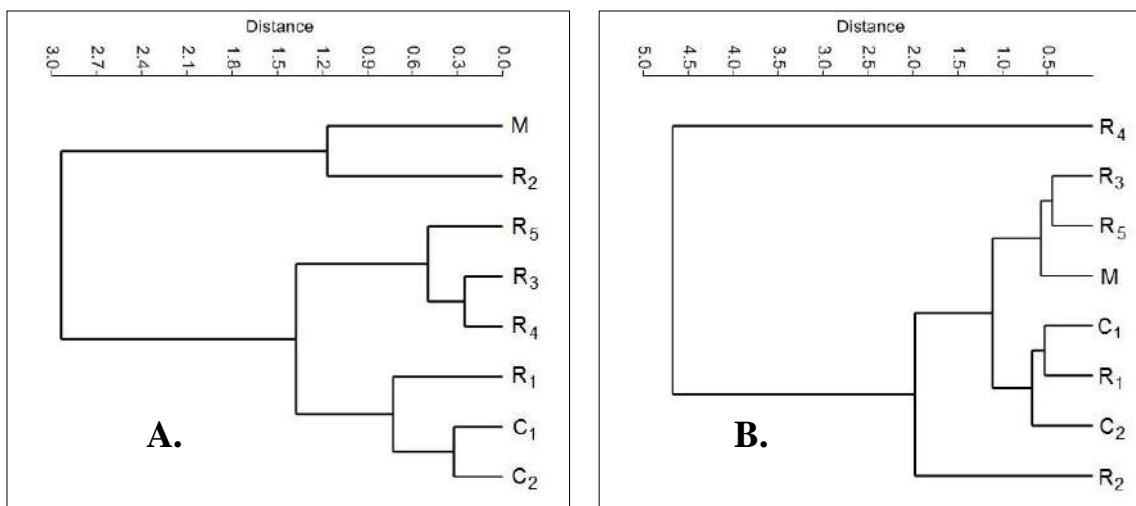 Distance
3.0 2.7 2.4 2.1 1.8 1.5 1.2 0.9 0.6 0.3 0.0
M
R2
R5
R3
R4
R1
C1
C2
A.
Distance
5.0 4.5 4.0 3.5 3.0 2.5 2.0 1.5 1.0 0.5
R4
R3
R5
M
C1
R1
C2
R2
B.